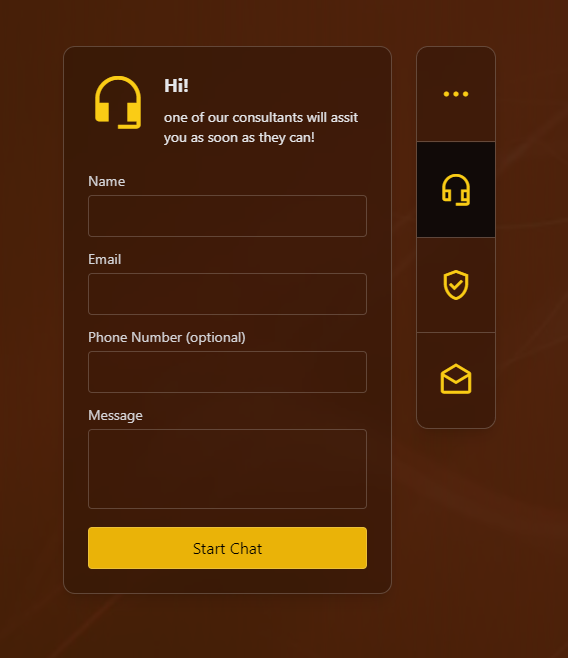 Hi!
one of our consultants will assit
you as soon as they can!
Name
Email
Phone Number (optional)
Message
Start Chat